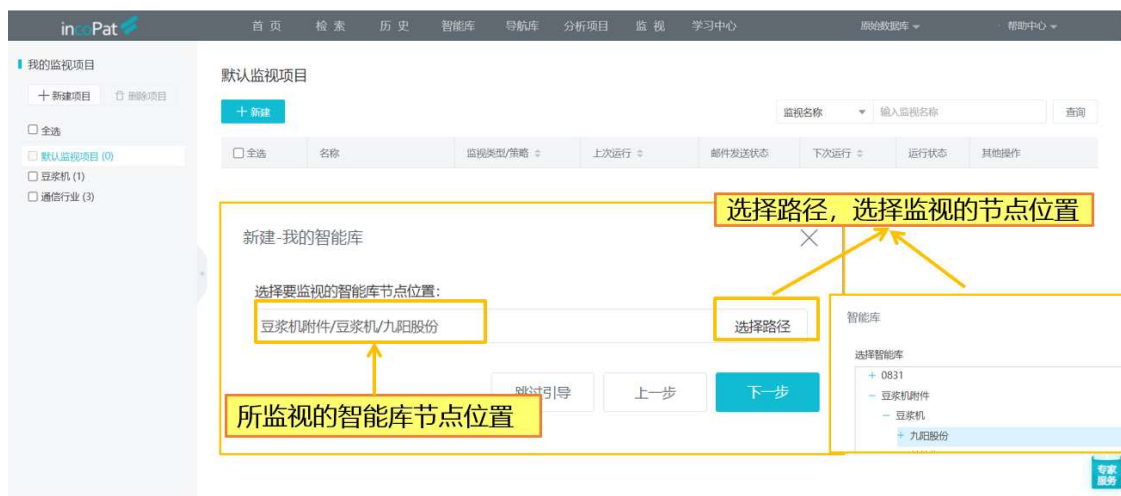 incoPat
首页 检索 历史 智能库 导航库 分析项目 监视 学习中心 原始数据库 帮助中心
我的监视项目
+ 新建项目 删除项目
全选
默认监视项目 (0)
豆浆机 (1)
通信行业 (3)
默认监视项目
+ 新建 监视名称 输入监视名称 查询
全选 名称 监视类型/策略 上次运行 邮件发送状态 下次运行 运行状态 其他操作
选择路径，选择监视的节点位置
新建-我的智能库
选择要监视的智能库节点位置：
豆浆机附件/豆浆机/九阳股份 选择路径
跳过引导 上一步 下一步
所监视的智能库节点位置
智能库
选择智能库
+ 0831
- 豆浆机附件
- 豆浆机
+ 九阳股份
专家
服务